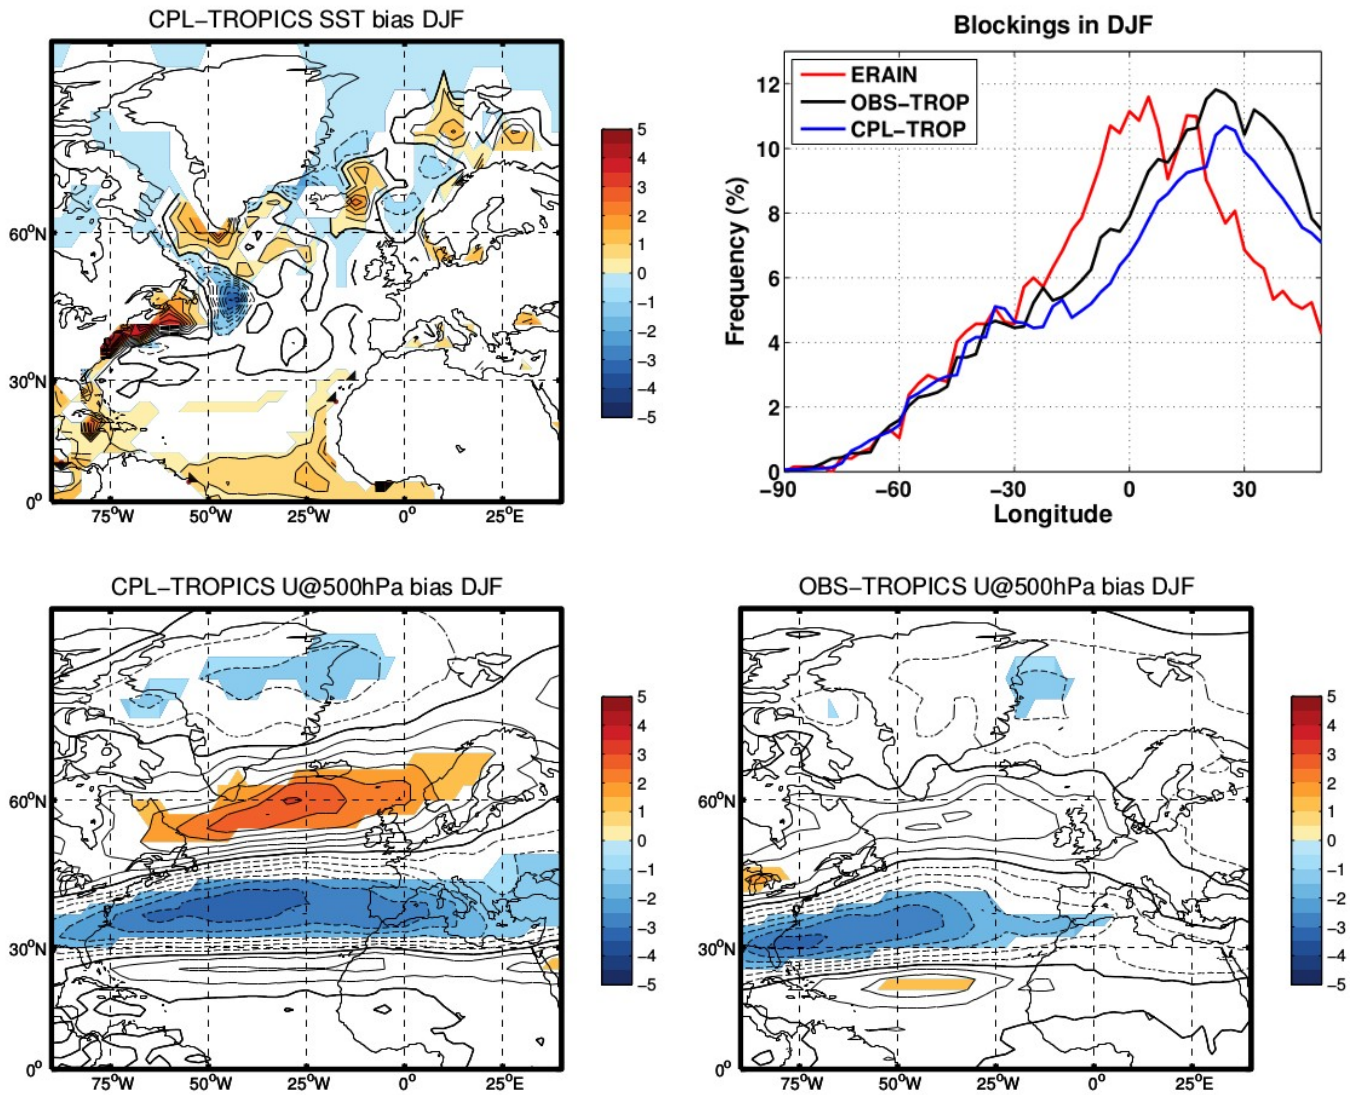 CPL−TROPICS SST bias DJF
60°N
30°N
0°
75°W 50°W 25°W 0° 25°E
5
4
3
2
1
0
−1
−2
−3
−4
−5
Blockings in DJF
ERAIN
OBS−TROP
CPL−TROP
Frequency (%)
12
10
8
6
4
2
0
−90 −60 −30 0 30
Longitude
CPL−TROPICS U@500hPa bias DJF
60°N
30°N
0°
75°W 50°W 25°W 0° 25°E
5
4
3
2
1
0
−1
−2
−3
−4
−5
OBS−TROPICS U@500hPa bias DJF
60°N
30°N
0°
75°W 50°W 25°W 0° 25°E
5
4
3
2
1
0
−1
−2
−3
−4
−5